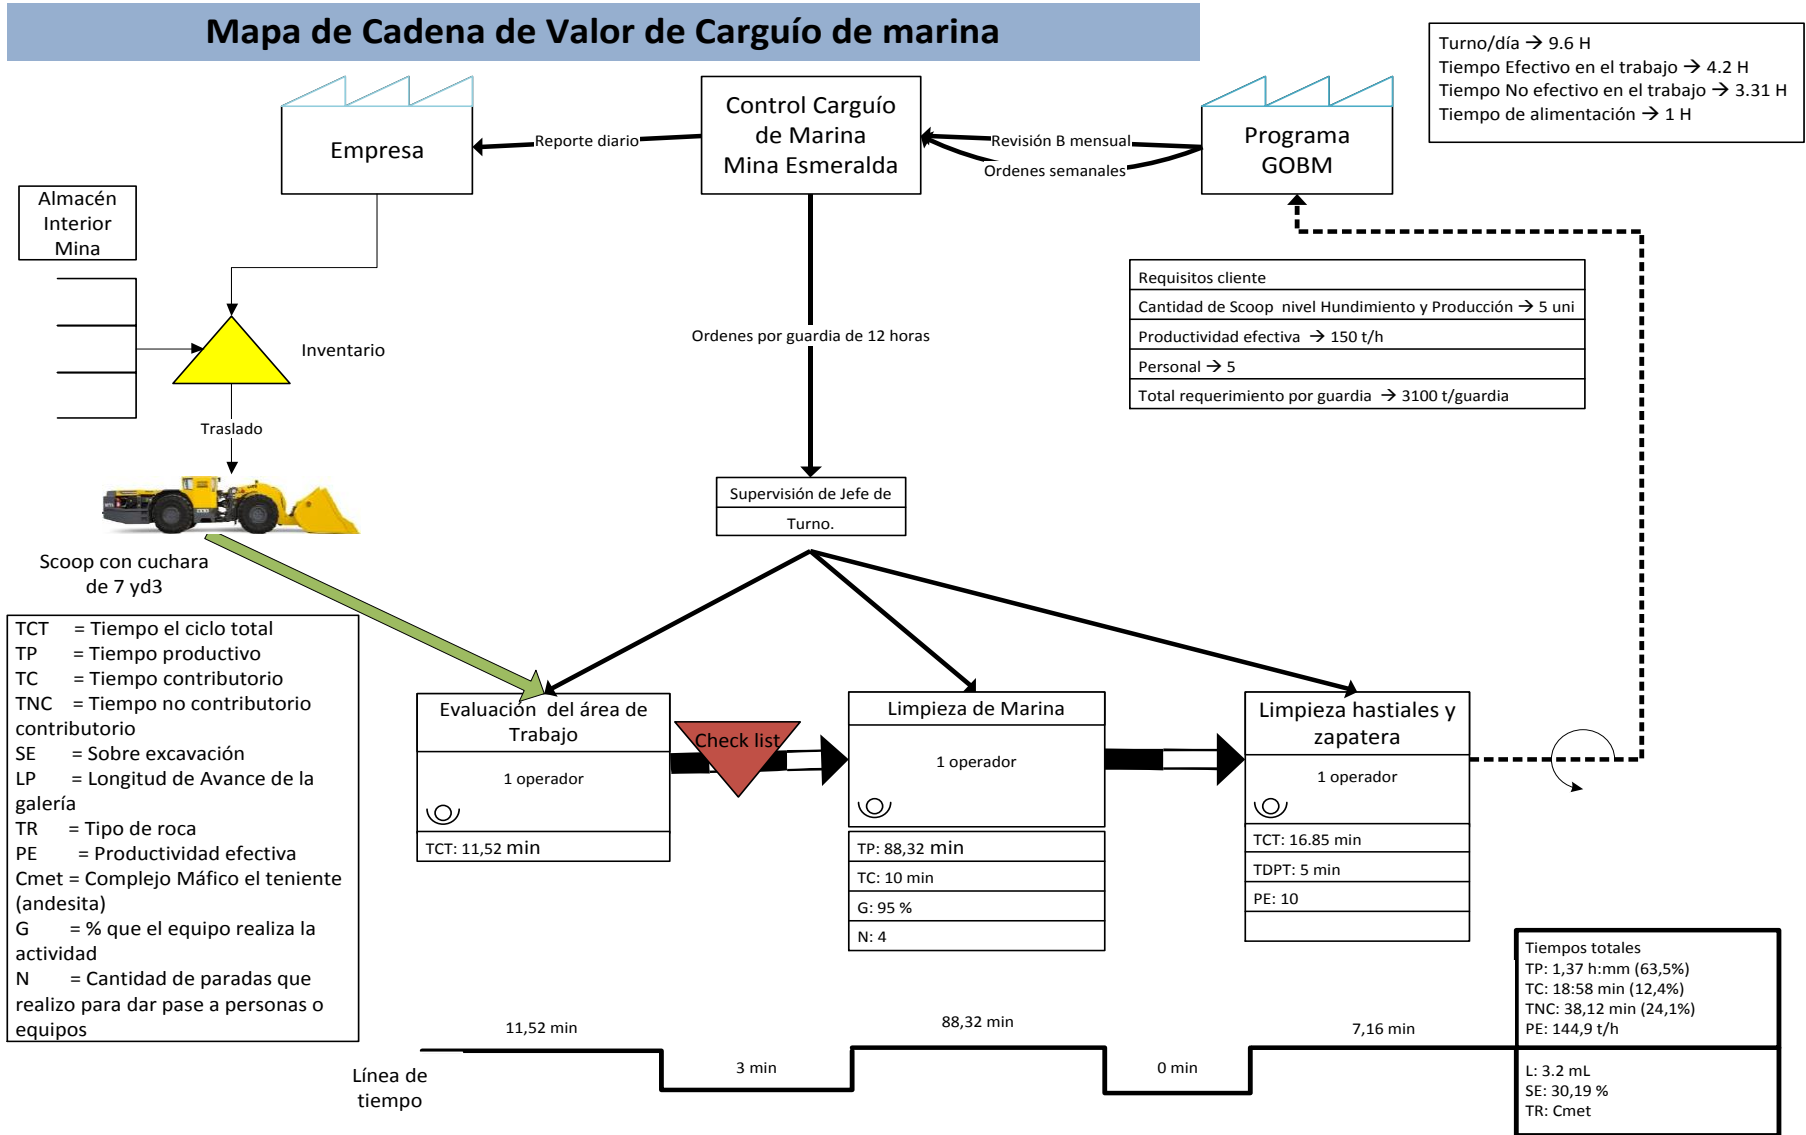 Mapa de Cadena de Valor de Carguío de marina
Turno/día → 9.6 H
Tiempo Efectivo en el trabajo → 4.2 H
Tiempo No efectivo en el trabajo → 3.31 H
Tiempo de alimentación → 1 H
Empresa
Reporte diario
Control Carguío
de Marina
Mina Esmeralda
Revisión B mensual
Ordenes semanales
Programa
GOBM
Almacén
Interior
Mina
Inventario
Traslado
Ordenes por guardia de 12 horas
Requisitos cliente
Cantidad de Scoop nivel Hundimiento y Producción → 5 uni
Productividad efectiva → 150 t/h
Personal → 5
Total requerimiento por guardia → 3100 t/guardia
Supervisión de Jefe de
Turno.
Scoop con cuchara
de 7 yd3
TCT = Tiempo el ciclo total
TP = Tiempo productivo
TC = Tiempo contributorio
TNC = Tiempo no contributorio
contributorio
SE = Sobre excavación
LP = Longitud de Avance de la
galería
TR = Tipo de roca
PE = Productividad efectiva
Cmet = Complejo Máfico el teniente
(andesita)
G = % que el equipo realiza la
actividad
N = Cantidad de paradas que
realizo para dar pase a personas o
equipos
Evaluación del área de
Trabajo
1 operador
TCT: 11,52 min
Check list
Limpieza de Marina
1 operador
TP: 88,32 min
TC: 10 min
G: 95 %
N: 4
Limpieza hastiales y
zapatera
1 operador
TCT: 16.85 min
TDPT: 5 min
PE: 10
Línea de
tiempo
11,52 min
3 min
88,32 min
0 min
7,16 min
Tiempos totales
TP: 1,37 h:mm (63,5%)
TC: 18:58 min (12,4%)
TNC: 38,12 min (24,1%)
PE: 144,9 t/h
L: 3.2 mL
SE: 30,19 %
TR: Cmet